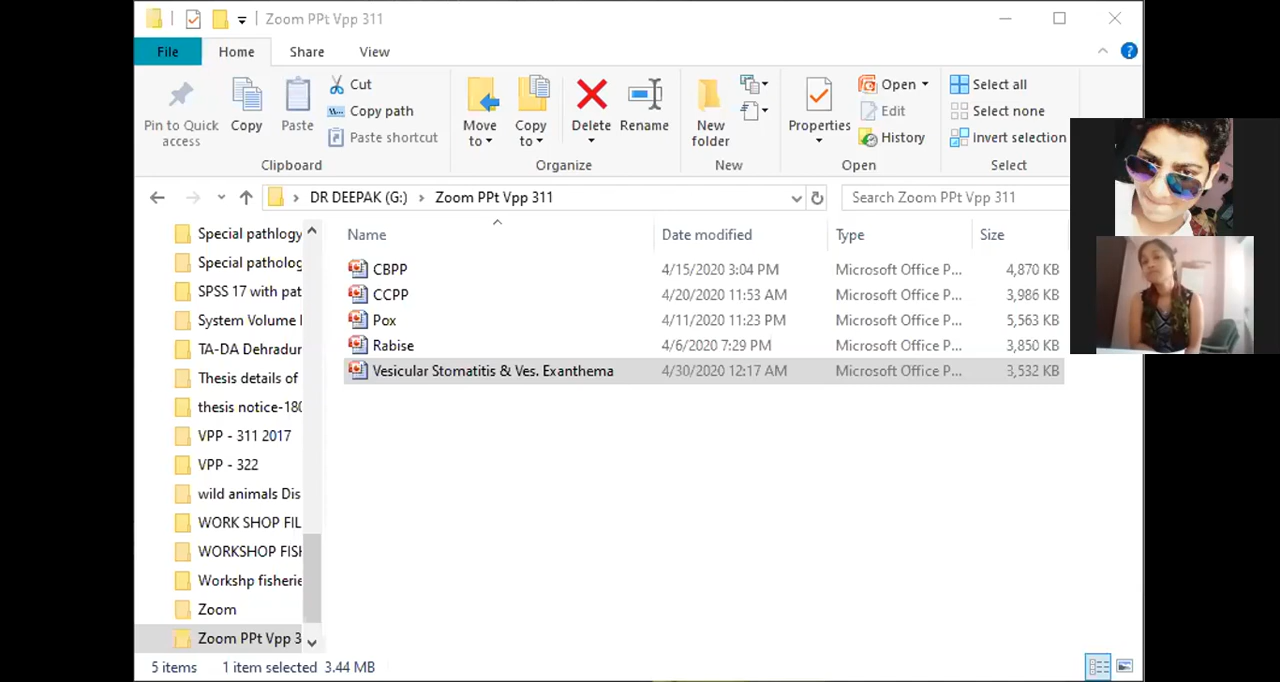 Zoom PPt Vpp 311
File Home Share View
Pin to Quick access
Copy
Paste
Cut
Copy path
Paste shortcut
Clipboard
Move to
Copy to
Delete
Rename
Organize
New folder
New
Properties
Open
Edit
History
Open
Select all
Select none
Invert selection
Select
DR DEEPAK (G:) Zoom PPt Vpp 311
Search Zoom PPt Vpp 311
Special pathlogy
Special patholog
SPSS 17 with pat
System Volume I
TA-DA Dehradur
Thesis details of
thesis notice-180
VPP - 311 2017
VPP - 322
wild animals Dis
WORK SHOP FIL
WORKSHOP FISH
Workshp fisherie
Zoom
Zoom PPt Vpp 3
Name Date modified Type Size
CBPP 4/15/2020 3:04 PM Microsoft Office P... 4,870 KB
CCPP 4/20/2020 11:53 AM Microsoft Office P... 3,986 KB
Pox 4/11/2020 11:23 PM Microsoft Office P... 5,563 KB
Rabise 4/6/2020 7:29 PM Microsoft Office P... 3,850 KB
Vesicular Stomatitis & Ves. Exanthema 4/30/2020 12:17 AM Microsoft Office P... 3,532 KB
5 items 1 item selected 3.44 MB